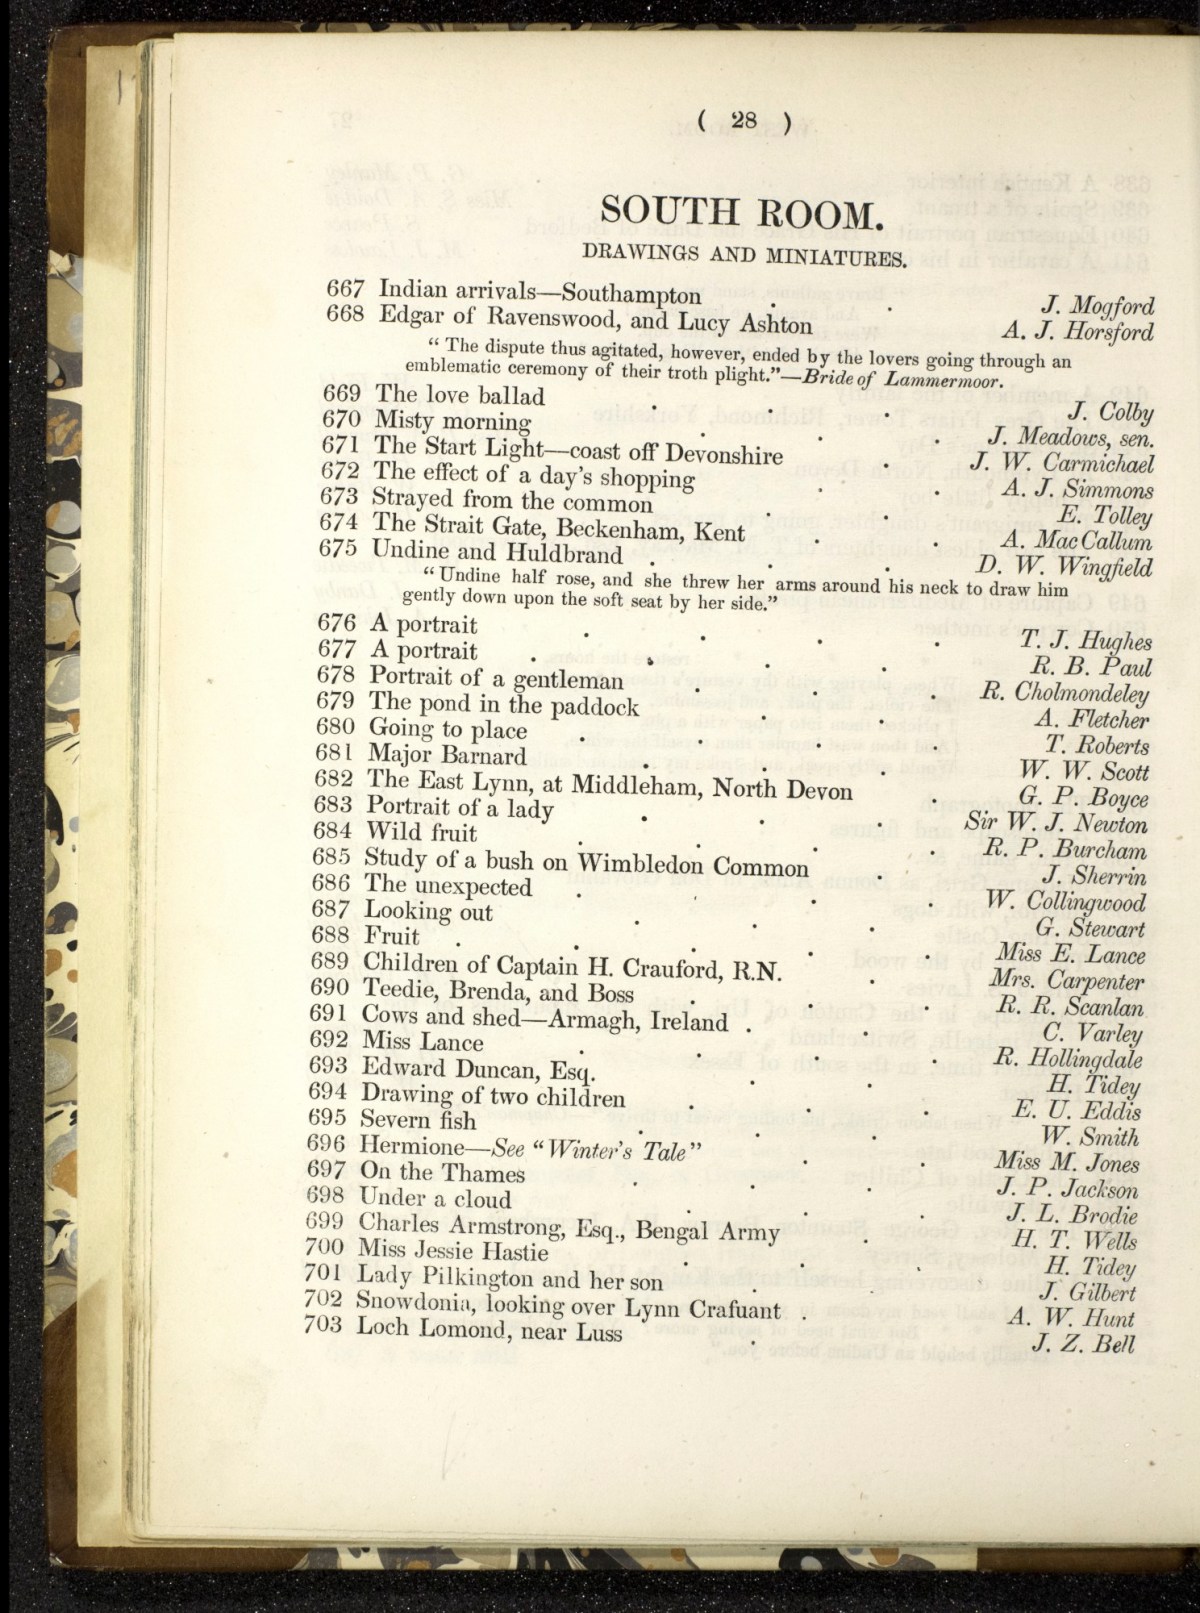 ( 28 )
SOUTH ROOM.
DRAWINGS AND MINIATURES.
667 Indian arrivals—Southampton . . J. Mogford
668 Edgar of Ravenswood, and Lucy Ashton A. J. Horsford
“ The dispute thus agitated, however, ended by the lovers going through an
emblematic ceremony of their troth plight.”—Bride of Lammermoor.
669 The love ballad . . . J. Colby
670 Misty morning . . . J. Meadows, sen.
671 The Start Light—coast off Devonshire . J. W. Carmichael
672 The effect of a day’s shopping . . A. J. Simmons
673 Strayed from the common . . E. Tolley
674 The Strait Gate, Beckenham, Kent . . A. MacCallum
675 Undine and Huldbrand . . . D. W. Wingfield
“ Undine half rose, and she threw her arms around his neck to draw him
gently down upon the soft seat by her side.”
676 A portrait . . . . T. J. Hughes
677 A portrait . . . . R. B. Paul
678 Portrait of a gentleman . . . R. Cholmondeley
679 The pond in the paddock . . A. Fletcher
680 Going to place . . . . T. Roberts
681 Major Barnard . . . W. W. Scott
682 The East Lynn, at Middleham, North Devon . G. P. Boyce
683 Portrait of a lady . . . Sir W. J. Newton
684 Wild fruit . . . . R. P. Burcham
685 Study of a bush on Wimbledon Common . J. Sherrin
686 The unexpected . . . . W. Collingwood
687 Looking out . . . G. Stewart
688 Fruit . . . . . Miss E. Lance
689 Children of Captain H. Crauford, R.N. . Mrs. Carpenter
690 Teedie, Brenda, and Boss . . . R. R. Scanlan
691 Cows and shed—Armagh, Ireland . . C. Varley
692 Miss Lance . . . . R. Hollingdale
693 Edward Duncan, Esq. . . H. Tidey
694 Drawing of two children . . E. U. Eddis
695 Severn fish . . . W. Smith
696 Hermione—See “Winter’s Tale” . . Miss M. Jones
697 On the Thames . . . J. P. Jackson
698 Under a cloud . . . J. L. Brodie
699 Charles Armstrong, Esq., Bengal Army . H. T. Wells
700 Miss Jessie Hastie . . . H. Tidey
701 Lady Pilkington and her son . . J. Gilbert
702 Snowdonia, looking over Lynn Crafuant . A. W. Hunt
703 Loch Lomond, near Luss . J. Z. Bell